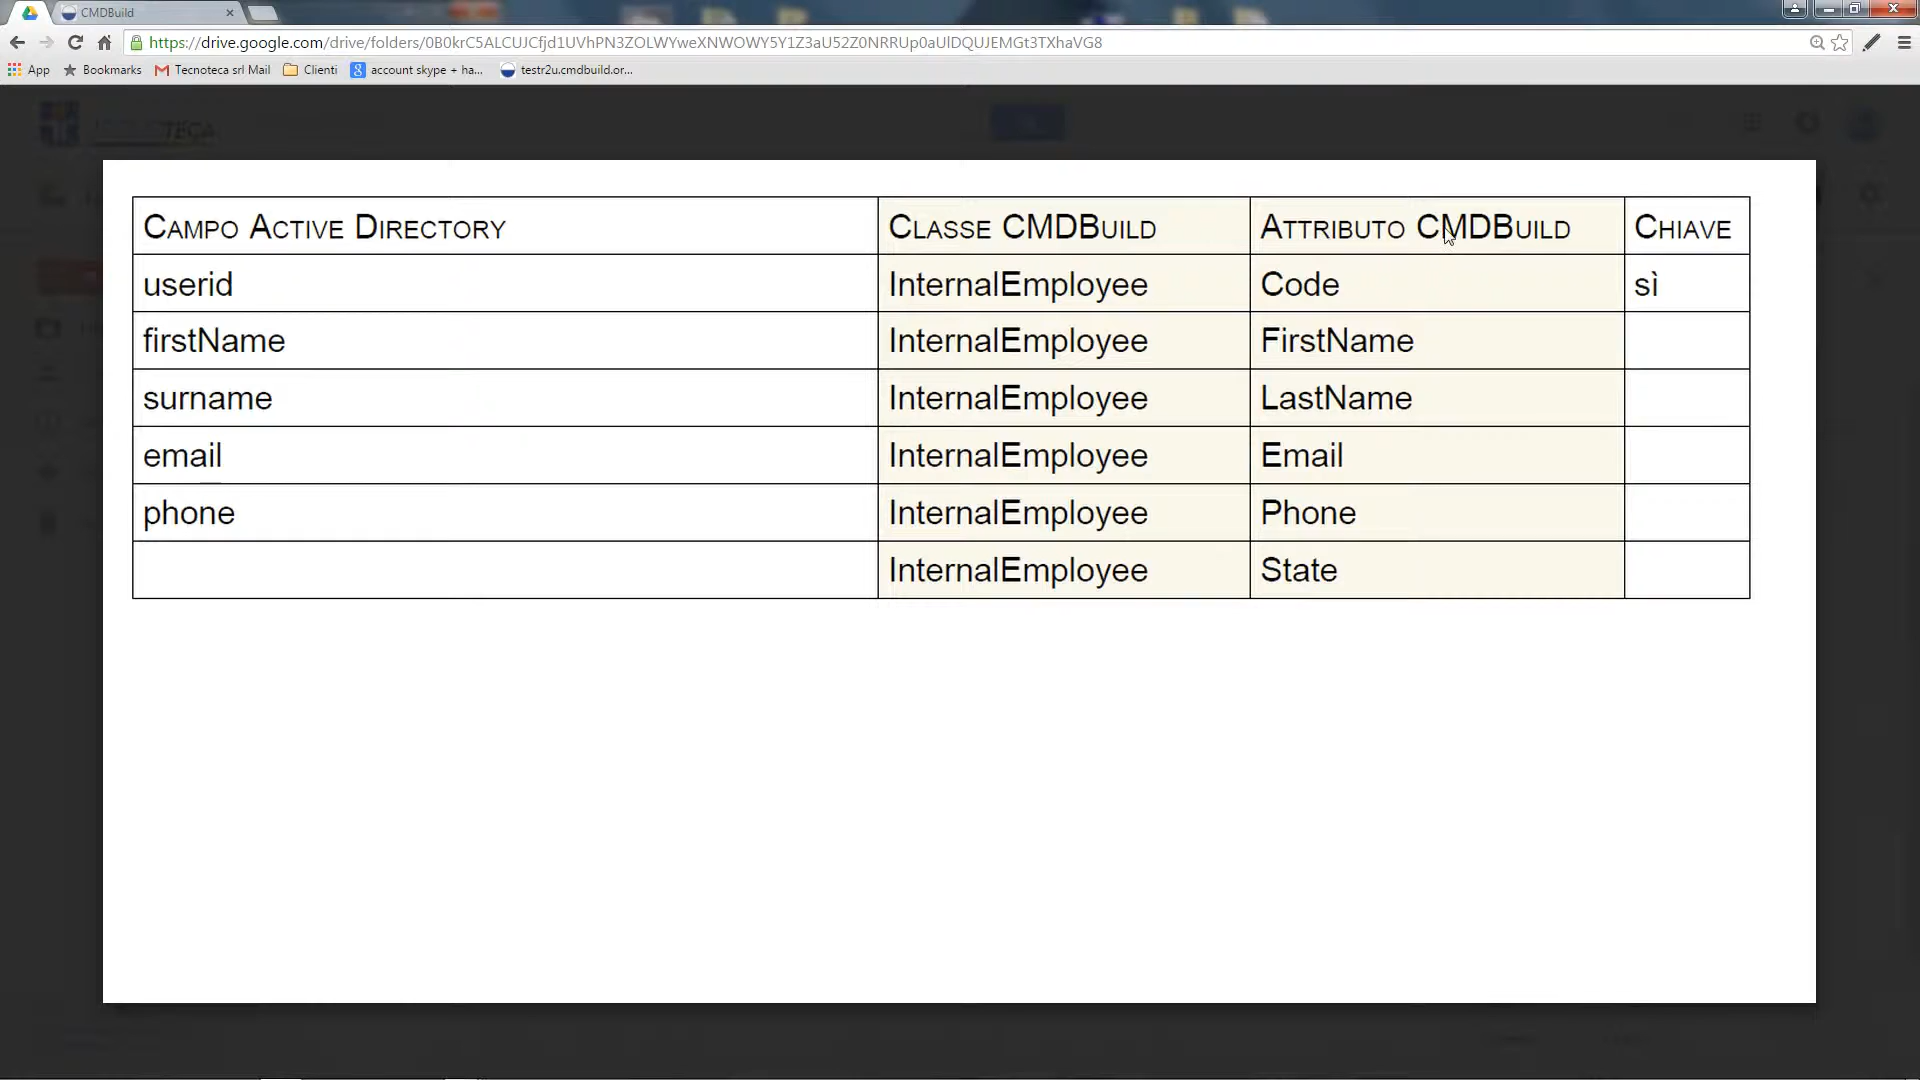 CMDBuild
https://drive.google.com/drive/folders/0B0krC5ALCUJCfjd1UVhPN3ZOLWYweXNWOWY5Y1Z3aU52Z0NRRUp0aUlDQUJEMGt3TXhaVG8
App Bookmarks Tecnoteca srl Mail Clienti account skype + ha... testr2u.cmdbuild.or...
Campo Active Directory Classe CMDBuild Attributo CMDBuild Chiave
userid InternalEmployee Code sì
firstName InternalEmployee FirstName
surname InternalEmployee LastName
email InternalEmployee Email
phone InternalEmployee Phone
InternalEmployee State